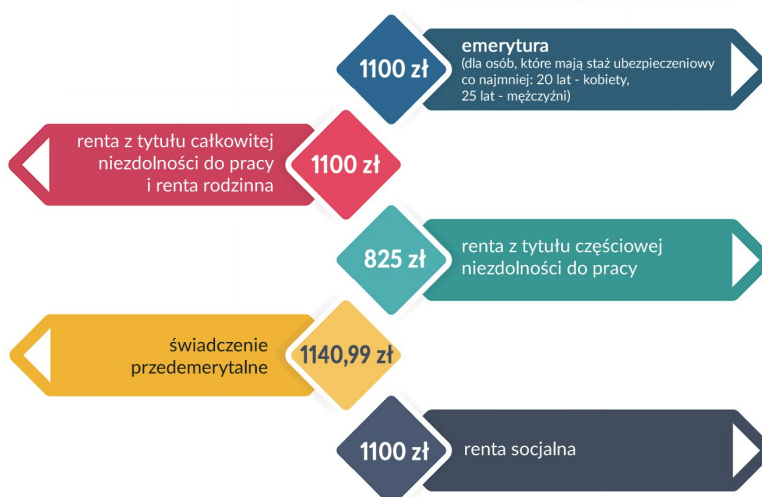 1100 zł
emerytura
(dla osób, które mają staż ubezpieczeniowy
co najmniej: 20 lat - kobiety,
25 lat - mężczyźni)
renta z tytułu całkowitej
niezdolności do pracy
i renta rodzinna
1100 zł
825 zł
renta z tytułu częściowej
niezdolności do pracy
świadczenie
przedemerytalne
1140,99 zł
1100 zł
renta socjalna